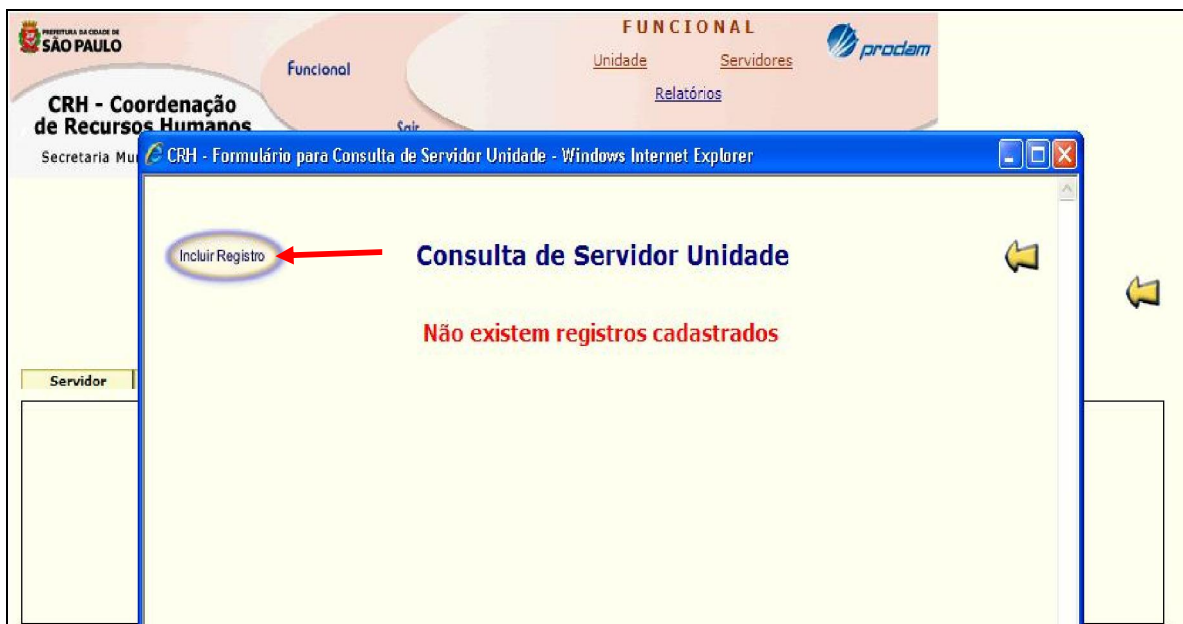 PREFEITURA DA CIDADE DE
SÃO PAULO
FUNCIONAL
Unidade Servidores
Relatórios
prodam
Funcional
Sair
CRH - Coordenação
de Recursos Humanos
Secretaria Mu
CRH - Formulário para Consulta de Servidor Unidade - Windows Internet Explorer
Incluir Registro
Consulta de Servidor Unidade
Não existem registros cadastrados
Servidor